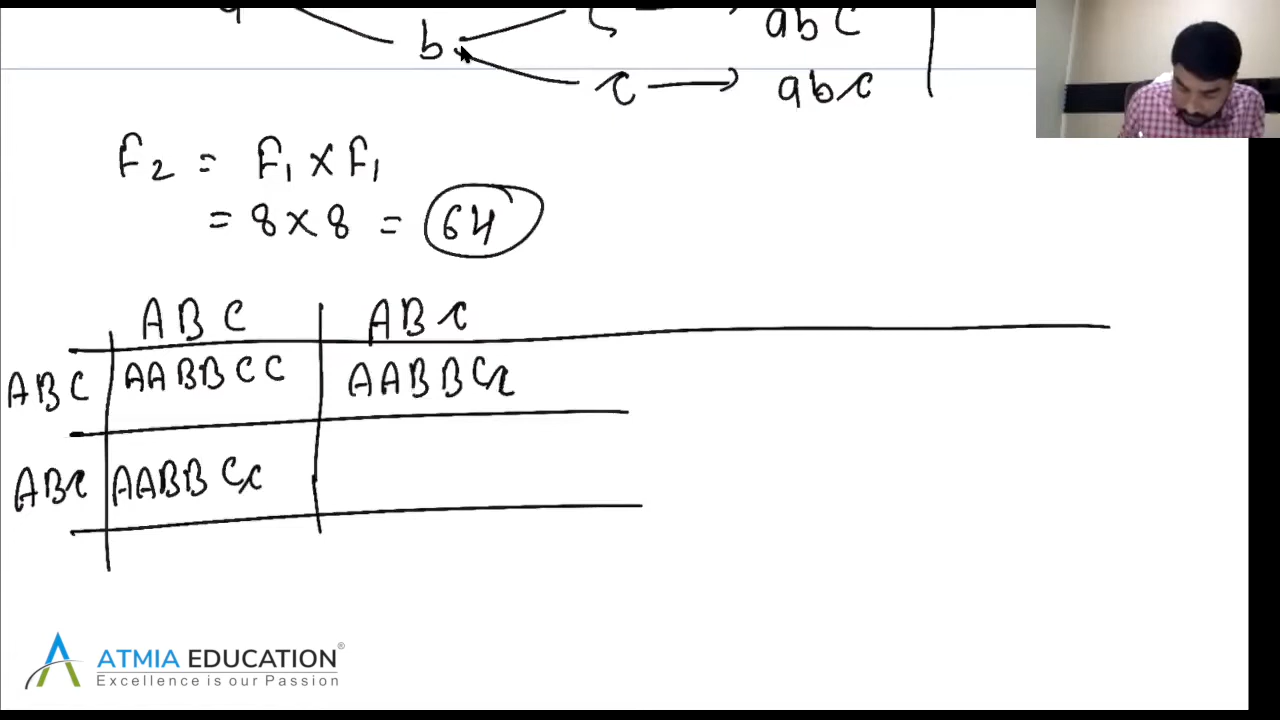 a
b C abC
c abc
F2 = F1 x F1
= 8 x 8 = 64
ABC ABc
ABC AABBCC AABBCc
ABc AABBCc
ATMIA EDUCATION®
Excellence is our Passion